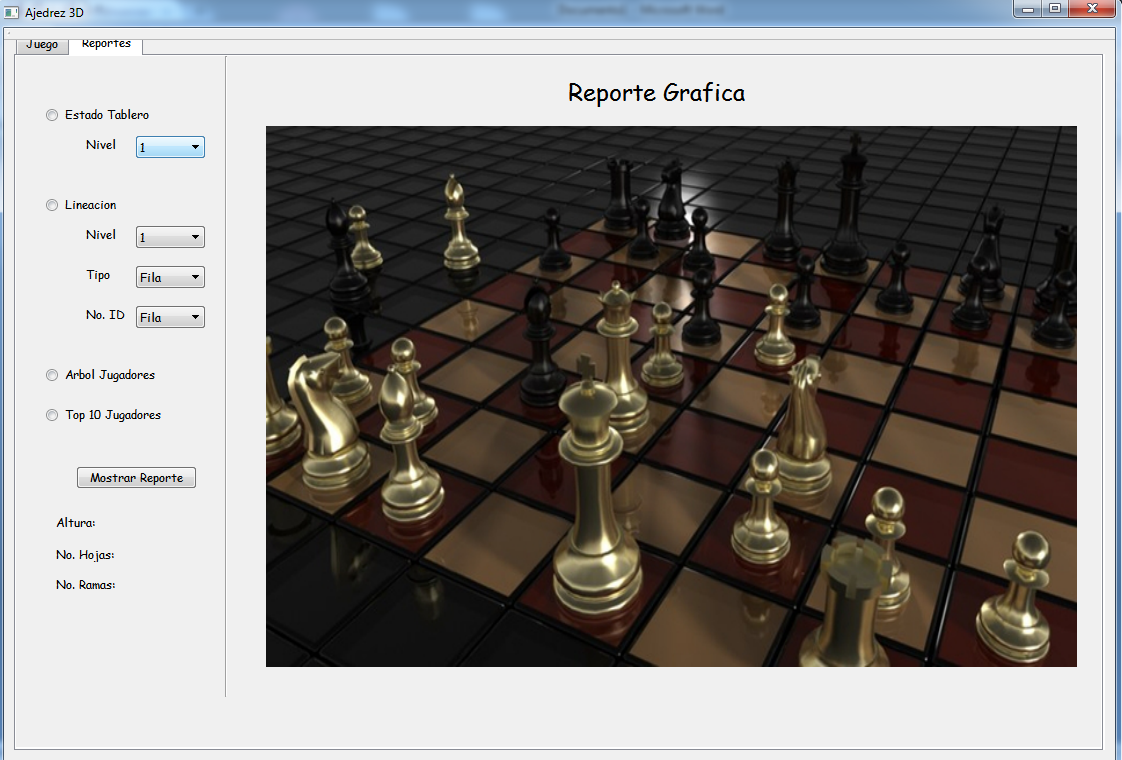 Ajedrez 3D
Juego
Reportes
Reporte Grafica
Estado Tablero
Nivel
1
Lineacion
Nivel
1
Tipo
Fila
No. ID
Fila
Arbol Jugadores
Top 10 Jugadores
Mostrar Reporte
Altura:
No. Hojas:
No. Ramas: